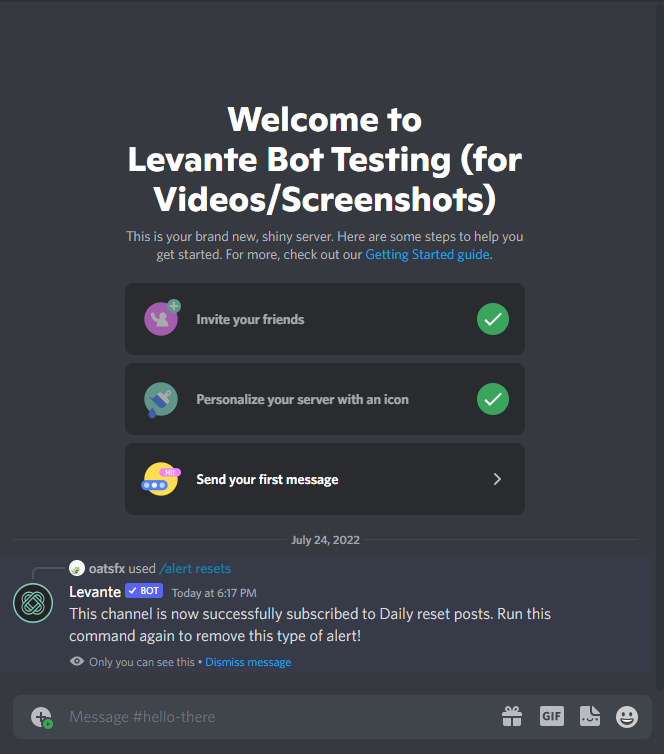 Welcome to
Levante Bot Testing (for
Videos/Screenshots)
This is your brand new, shiny server. Here are some steps to help you
get started. For more, check out our Getting Started guide.
Invite your friends
Personalize your server with an icon
Hi!
Send your first message
July 24, 2022
oatsfx used /alert resets
Levante BOT Today at 6:17 PM
This channel is now successfully subscribed to Daily reset posts. Run this
command again to remove this type of alert!
Only you can see this • Dismiss message
Message #hello-there
GIF